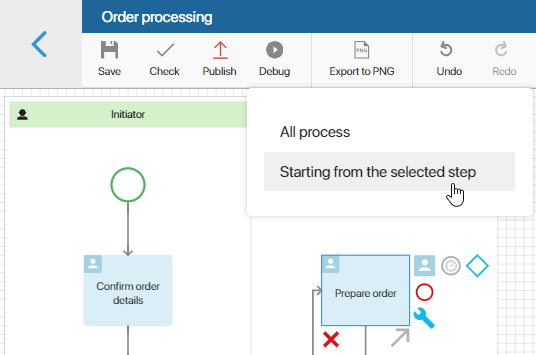 Order processing
Save
Check
Publish
Debug
Export to PNG
Undo
Redo
Initiator
All process
Starting from the selected step
Confirm order
details
Prepare order